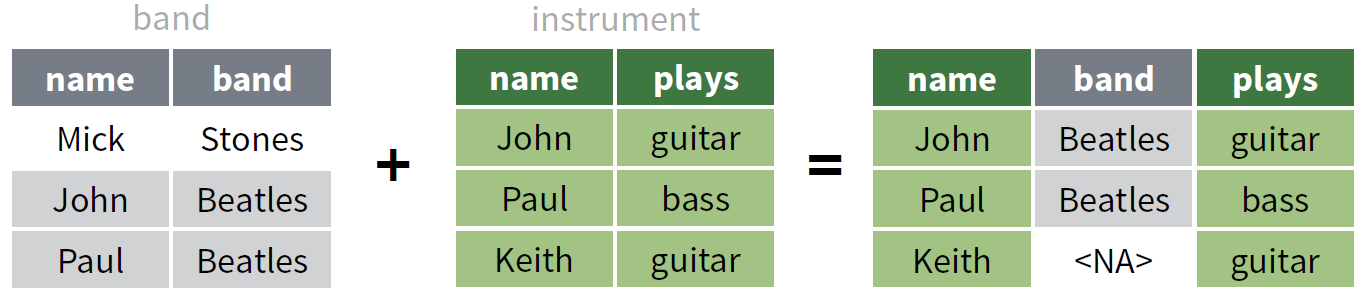 band instrument
name band name plays name band plays
Mick Stones John guitar John Beatles guitar
+ =
John Beatles Paul bass Paul Beatles bass
Paul Beatles Keith guitar Keith <NA> guitar